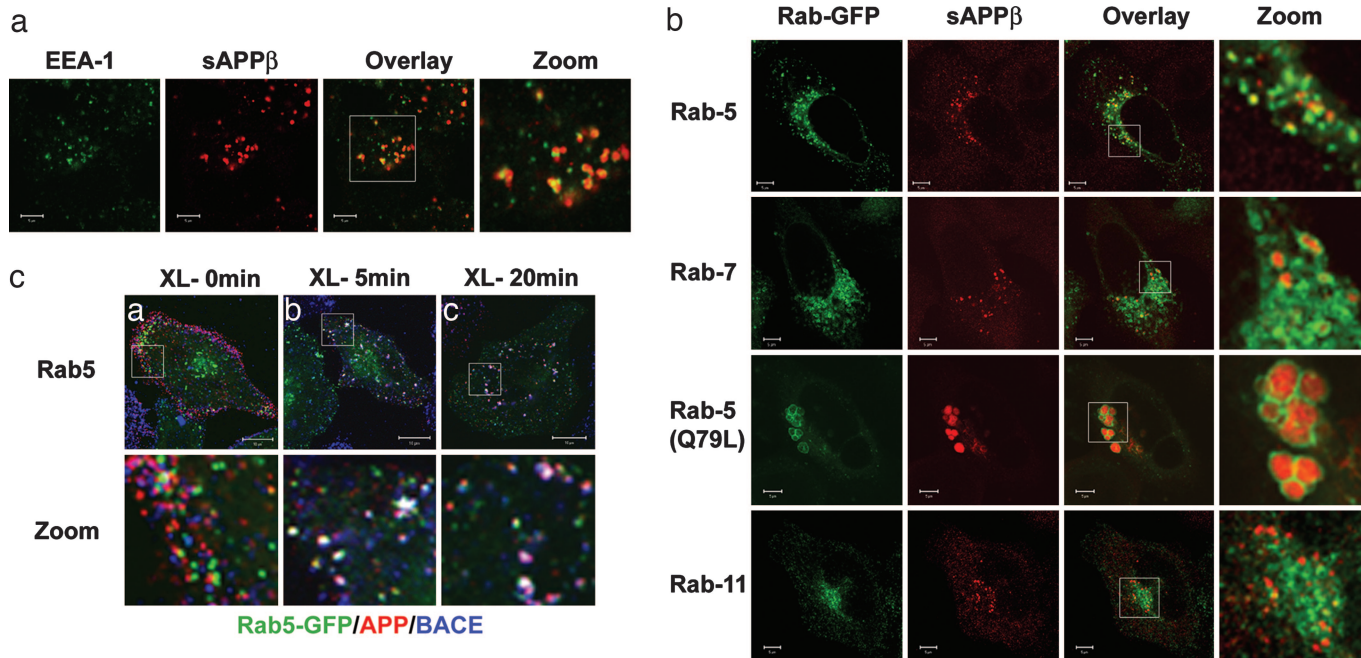 a
EEA-1 sAPPβ Overlay Zoom
b
Rab-GFP sAPPβ Overlay Zoom
Rab-5
Rab-7
Rab-5
(Q79L)
Rab-11
c
XL- 0min XL- 5min XL- 20min
a b c
Rab5
Zoom
Rab5-GFP/APP/BACE